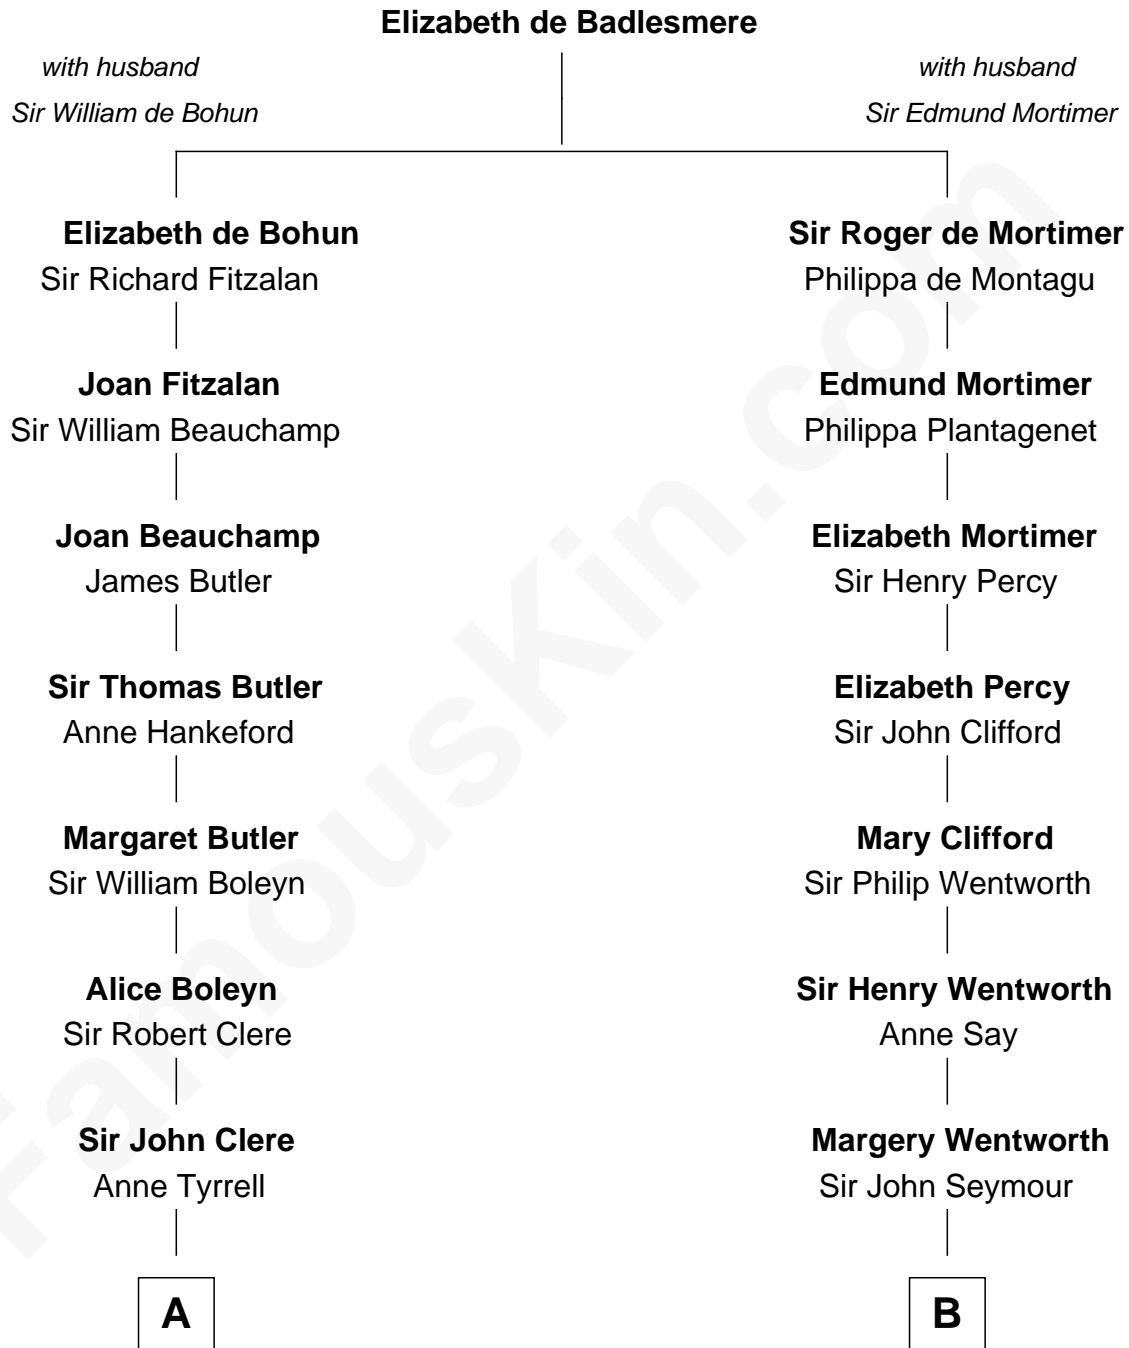 Elizabeth de Badlesmere
with husband
Sir William de Bohun
with husband
Sir Edmund Mortimer
Elizabeth de Bohun
Sir Richard Fitzalan
Sir Roger de Mortimer
Philippa de Montagu
Joan Fitzalan
Sir William Beauchamp
Edmund Mortimer
Philippa Plantagenet
Joan Beauchamp
James Butler
Elizabeth Mortimer
Sir Henry Percy
Sir Thomas Butler
Anne Hankeford
Elizabeth Percy
Sir John Clifford
Margaret Butler
Sir William Boleyn
Mary Clifford
Sir Philip Wentworth
Alice Boleyn
Sir Robert Clere
Sir Henry Wentworth
Anne Say
Sir John Clere
Anne Tyrrell
Margery Wentworth
Sir John Seymour
A
B
FamousKin.com